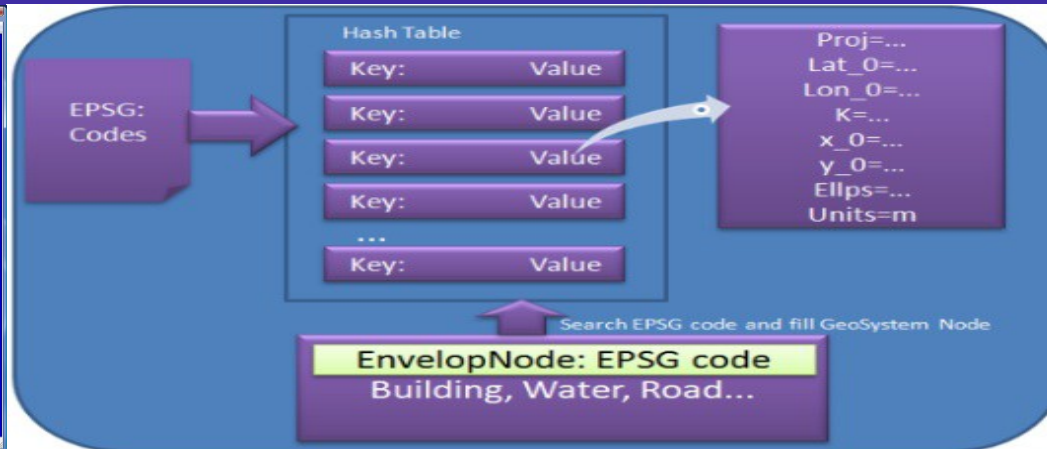 Hash Table
EPSG:
Codes
Key: Value
Key: Value
Key: Value
Key: Value
...
Key: Value
Proj=...
Lat_0=...
Lon_0=...
K=...
x_0=...
y_0=...
Ellps=...
Units=m
Search EPSG code and fill GeoSystem Node
EnvelopNode: EPSG code
Building, Water, Road...